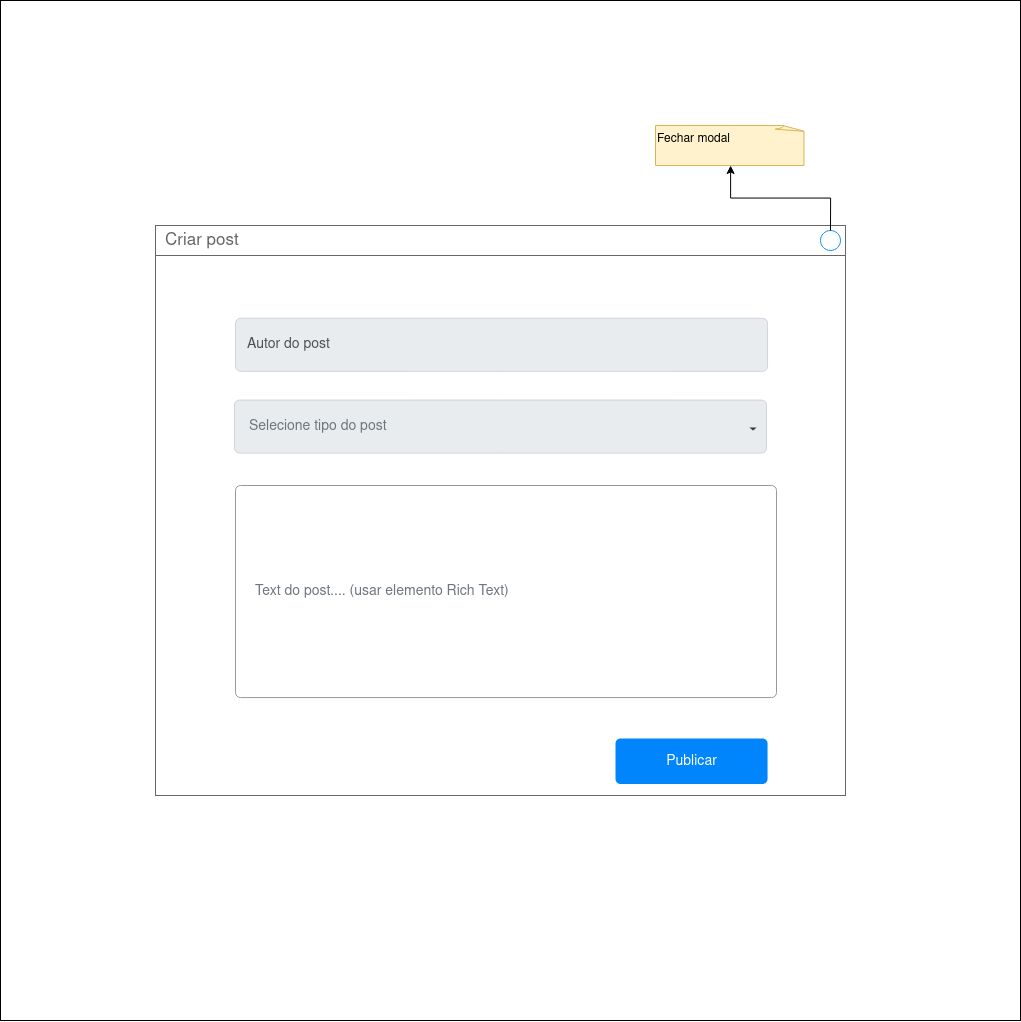 Fechar modal
Criar post
Autor do post
Selecione tipo do post
Text do post.... (usar elemento Rich Text)
Publicar